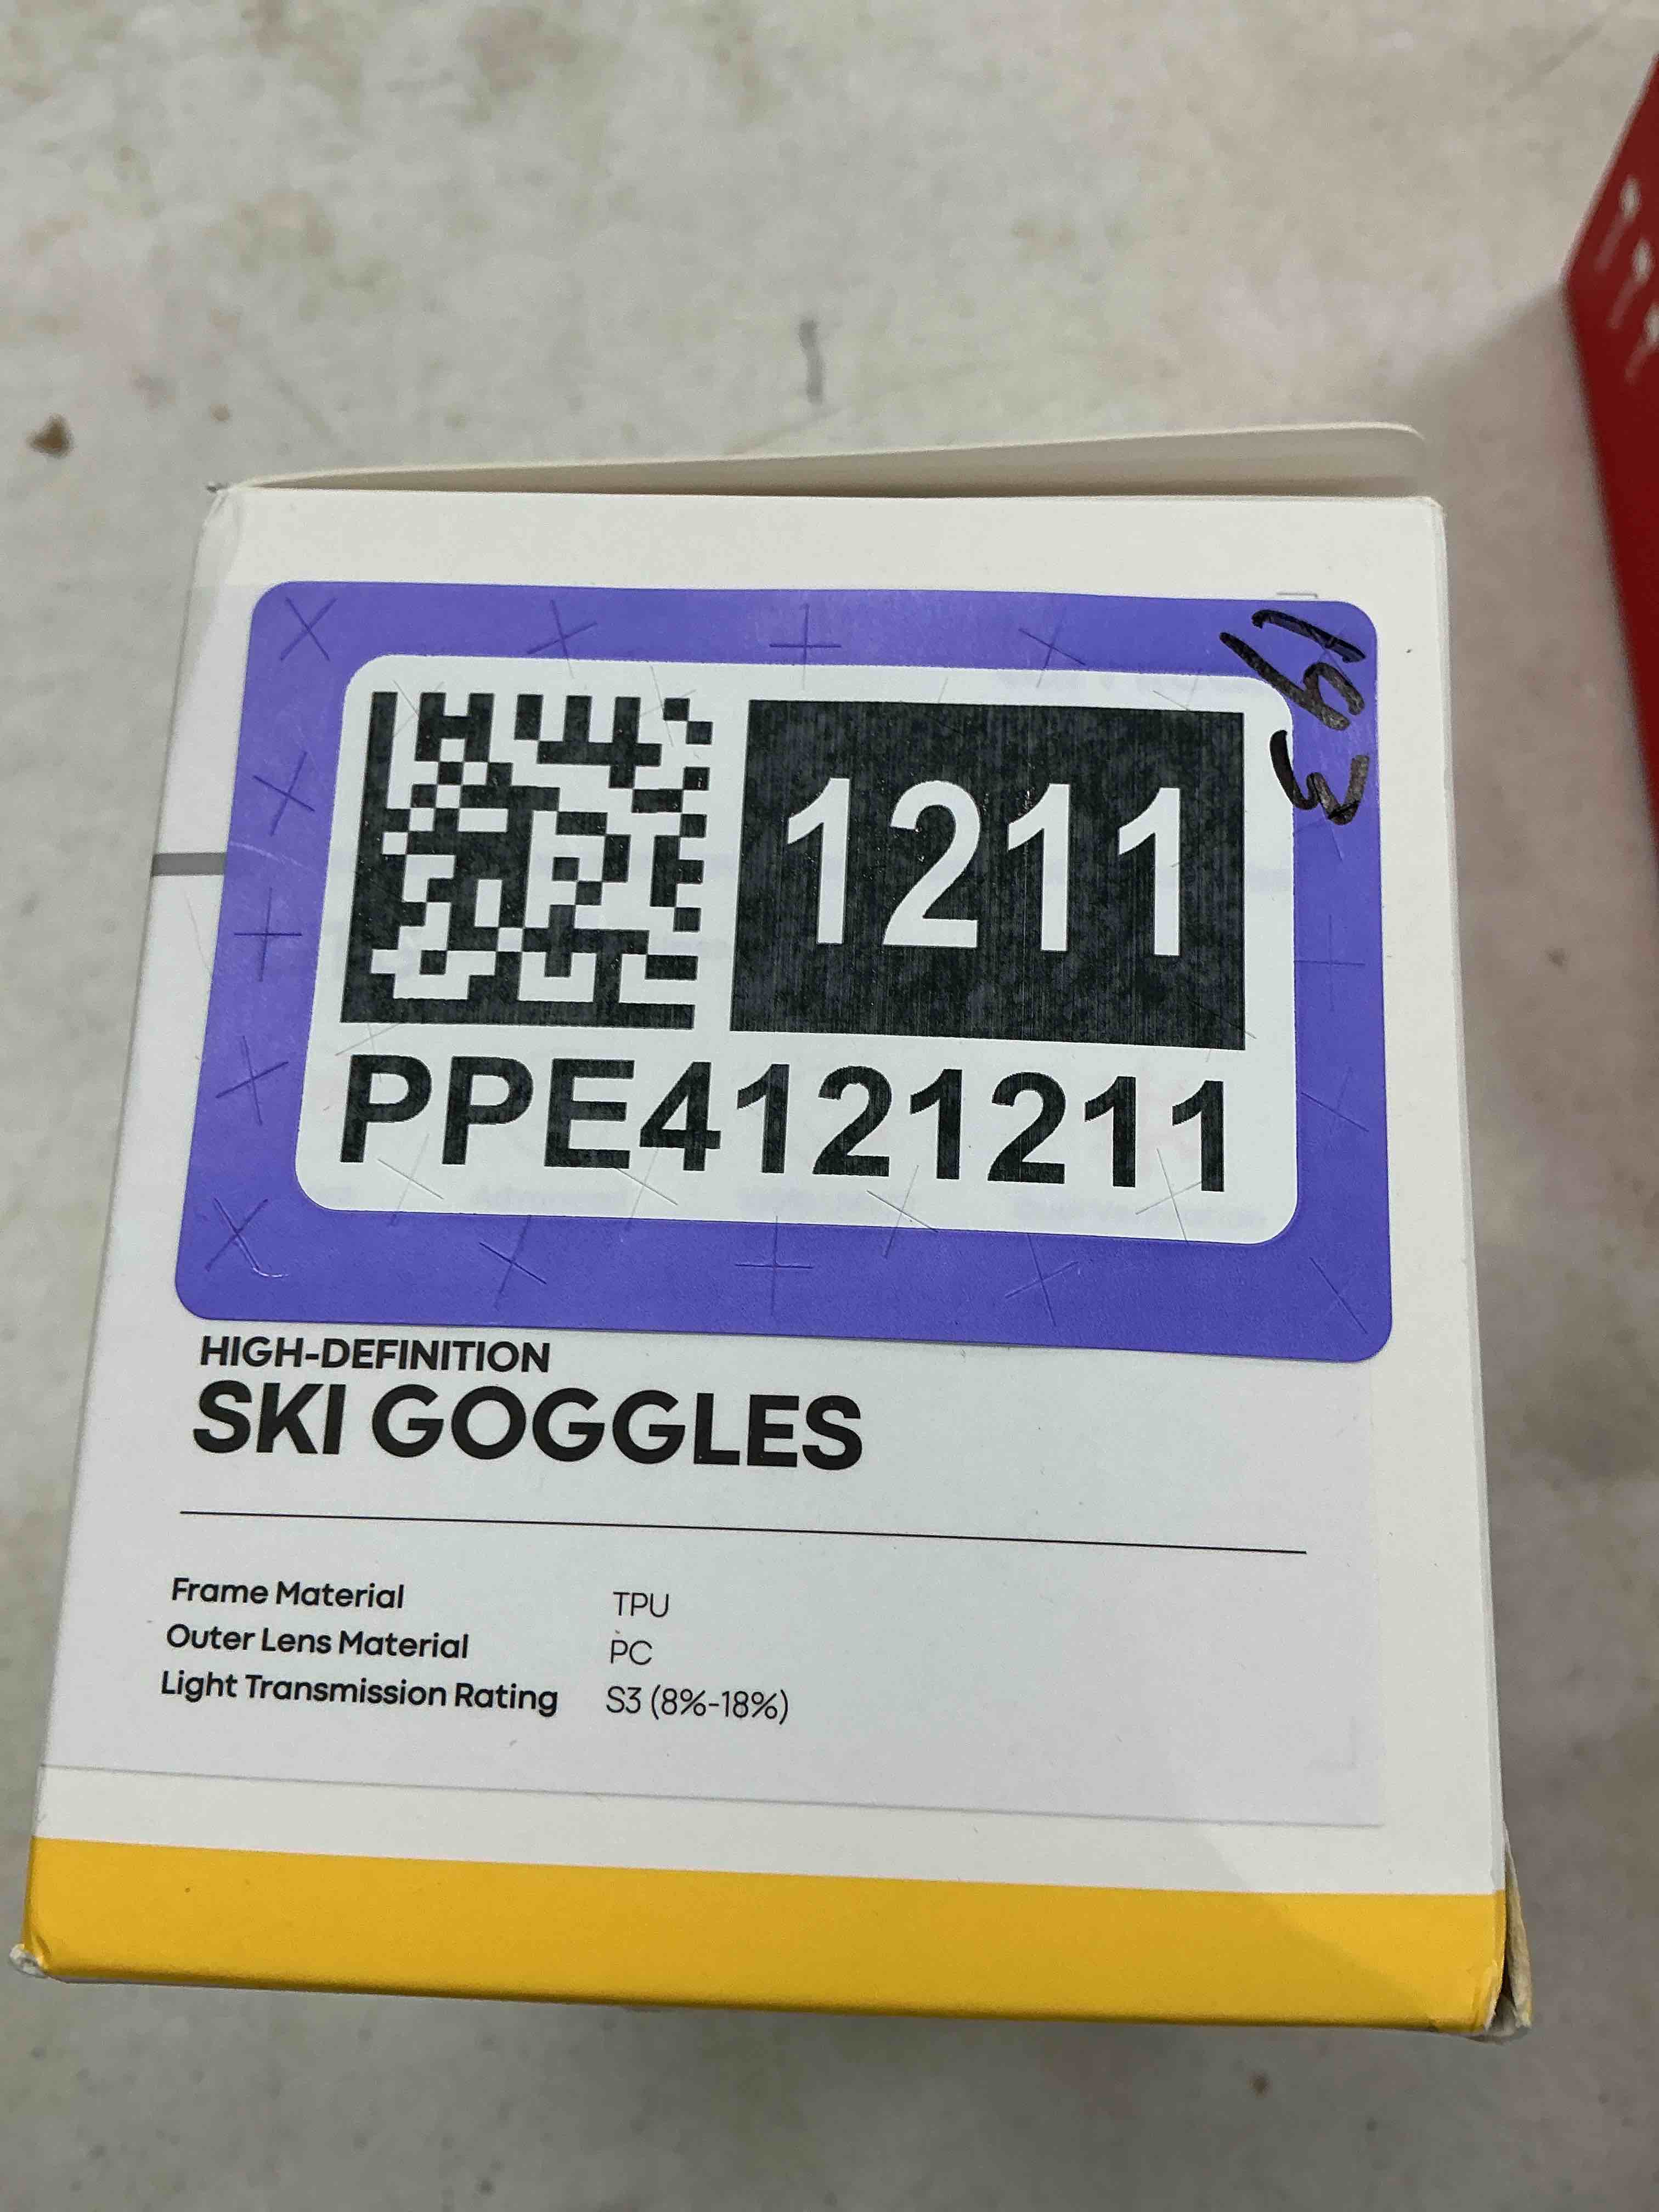 193
1211
PPE4121211
HIGH-DEFINITION
SKI GOGGLES
Frame Material TPU
Outer Lens Material PC
Light Transmission Rating S3 (8%-18%)